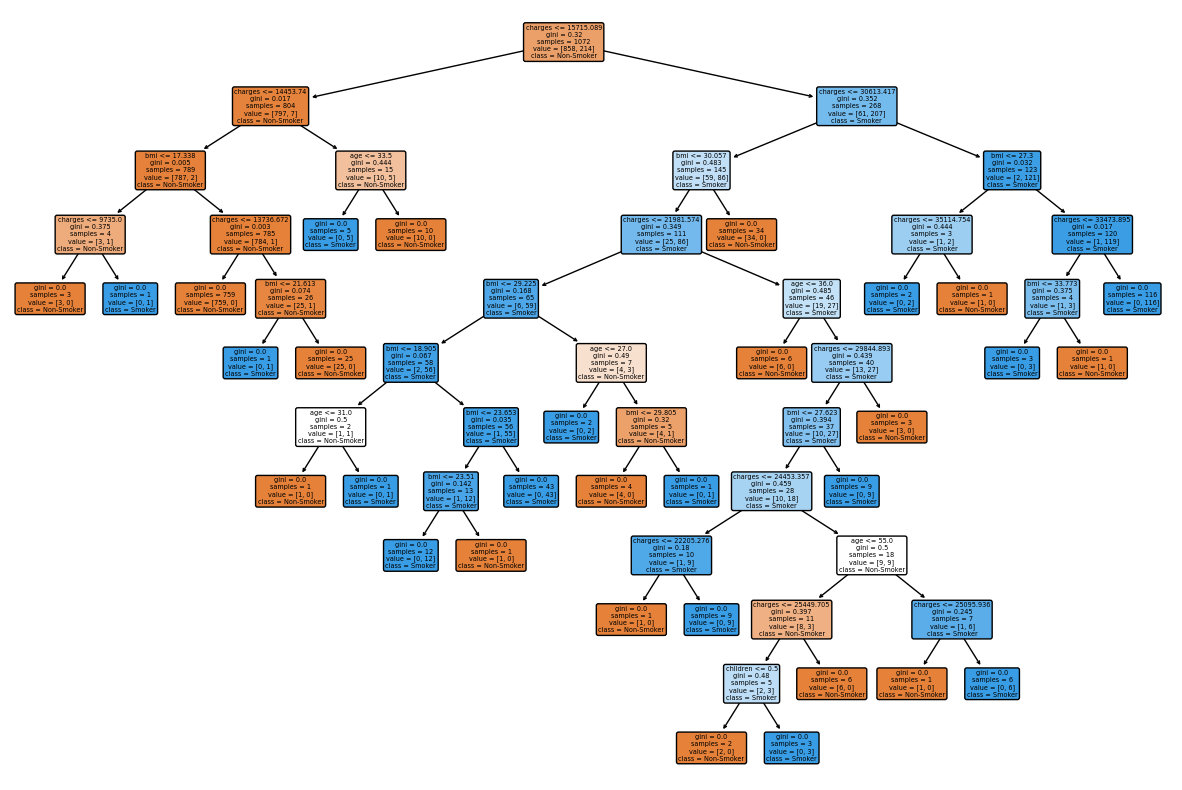 charges <= 15715.089
gini = 0.32
samples = 1072
value = [858, 214]
class = Non-Smoker
charges <= 14453.74
gini = 0.017
samples = 804
value = [797, 7]
class = Non-Smoker
charges <= 30613.417
gini = 0.352
samples = 268
value = [61, 207]
class = Smoker
bmi <= 17.338
gini = 0.005
samples = 789
value = [787, 2]
class = Non-Smoker
age <= 33.5
gini = 0.444
samples = 15
value = [10, 5]
class = Non-Smoker
bmi <= 30.057
gini = 0.483
samples = 145
value = [59, 86]
class = Smoker
bmi <= 27.3
gini = 0.032
samples = 123
value = [2, 121]
class = Smoker
charges <= 9735.0
gini = 0.375
samples = 4
value = [3, 1]
class = Non-Smoker
charges <= 13736.672
gini = 0.003
samples = 785
value = [784, 1]
class = Non-Smoker
gini = 0.0
samples = 5
value = [0, 5]
class = Smoker
gini = 0.0
samples = 10
value = [10, 0]
class = Non-Smoker
charges <= 21981.574
gini = 0.349
samples = 111
value = [25, 86]
class = Smoker
gini = 0.0
samples = 34
value = [34, 0]
class = Non-Smoker
charges <= 35114.754
gini = 0.444
samples = 3
value = [1, 2]
class = Smoker
charges <= 33473.895
gini = 0.017
samples = 120
value = [1, 119]
class = Smoker
gini = 0.0
samples = 3
value = [3, 0]
class = Non-Smoker
gini = 0.0
samples = 1
value = [0, 1]
class = Smoker
gini = 0.0
samples = 759
value = [759, 0]
class = Non-Smoker
bmi <= 21.613
gini = 0.074
samples = 26
value = [25, 1]
class = Non-Smoker
bmi <= 29.225
gini = 0.168
samples = 65
value = [6, 59]
class = Smoker
age <= 36.0
gini = 0.485
samples = 46
value = [19, 27]
class = Smoker
gini = 0.0
samples = 2
value = [0, 2]
class = Smoker
gini = 0.0
samples = 1
value = [1, 0]
class = Non-Smoker
bmi <= 33.773
gini = 0.375
samples = 4
value = [1, 3]
class = Smoker
gini = 0.0
samples = 116
value = [0, 116]
class = Smoker
gini = 0.0
samples = 1
value = [0, 1]
class = Smoker
gini = 0.0
samples = 25
value = [25, 0]
class = Non-Smoker
bmi <= 18.905
gini = 0.067
samples = 58
value = [2, 56]
class = Smoker
age <= 27.0
gini = 0.49
samples = 7
value = [4, 3]
class = Non-Smoker
gini = 0.0
samples = 6
value = [6, 0]
class = Non-Smoker
charges <= 29844.893
gini = 0.439
samples = 40
value = [13, 27]
class = Smoker
gini = 0.0
samples = 3
value = [0, 3]
class = Smoker
gini = 0.0
samples = 1
value = [1, 0]
class = Non-Smoker
age <= 31.0
gini = 0.5
samples = 2
value = [1, 1]
class = Non-Smoker
bmi <= 23.653
gini = 0.035
samples = 56
value = [1, 55]
class = Smoker
gini = 0.0
samples = 2
value = [0, 2]
class = Smoker
bmi <= 29.805
gini = 0.32
samples = 5
value = [4, 1]
class = Non-Smoker
bmi <= 27.623
gini = 0.394
samples = 37
value = [10, 27]
class = Smoker
gini = 0.0
samples = 3
value = [3, 0]
class = Non-Smoker
gini = 0.0
samples = 1
value = [1, 0]
class = Non-Smoker
gini = 0.0
samples = 1
value = [0, 1]
class = Smoker
bmi <= 23.51
gini = 0.142
samples = 13
value = [1, 12]
class = Smoker
gini = 0.0
samples = 43
value = [0, 43]
class = Smoker
gini = 0.0
samples = 4
value = [4, 0]
class = Non-Smoker
gini = 0.0
samples = 1
value = [0, 1]
class = Smoker
charges <= 24453.357
gini = 0.459
samples = 28
value = [10, 18]
class = Smoker
gini = 0.0
samples = 9
value = [0, 9]
class = Smoker
gini = 0.0
samples = 12
value = [0, 12]
class = Smoker
gini = 0.0
samples = 1
value = [1, 0]
class = Non-Smoker
charges <= 22205.276
gini = 0.18
samples = 10
value = [1, 9]
class = Smoker
age <= 55.0
gini = 0.5
samples = 18
value = [9, 9]
class = Non-Smoker
gini = 0.0
samples = 1
value = [1, 0]
class = Non-Smoker
gini = 0.0
samples = 9
value = [0, 9]
class = Smoker
charges <= 25449.705
gini = 0.397
samples = 11
value = [8, 3]
class = Non-Smoker
charges <= 25095.936
gini = 0.245
samples = 7
value = [1, 6]
class = Smoker
children <= 0.5
gini = 0.48
samples = 5
value = [2, 3]
class = Smoker
gini = 0.0
samples = 6
value = [6, 0]
class = Non-Smoker
gini = 0.0
samples = 1
value = [1, 0]
class = Non-Smoker
gini = 0.0
samples = 6
value = [0, 6]
class = Smoker
gini = 0.0
samples = 2
value = [2, 0]
class = Non-Smoker
gini = 0.0
samples = 3
value = [0, 3]
class = Smoker